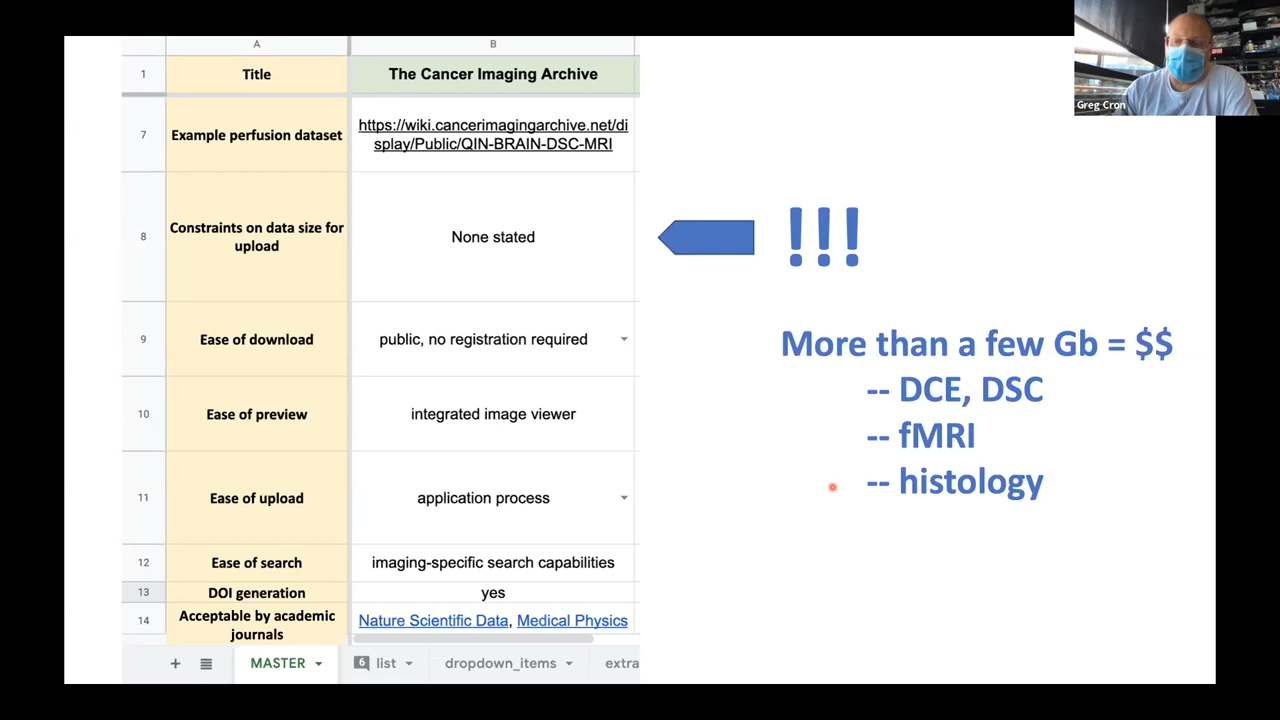 A B
1 Title The Cancer Imaging Archive
7 Example perfusion dataset https://wiki.cancerimagingarchive.net/di
splay/Public/QIN-BRAIN-DSC-MRI
8 Constraints on data size for
upload None stated
9 Ease of download public, no registration required
10 Ease of preview integrated image viewer
11 Ease of upload application process
12 Ease of search imaging-specific search capabilities
13 DOI generation yes
14 Acceptable by academic
journals Nature Scientific Data, Medical Physics
+ MASTER 6 list dropdown_items extra
!!!
More than a few Gb = $$
-- DCE, DSC
-- fMRI
-- histology
Greg Cron